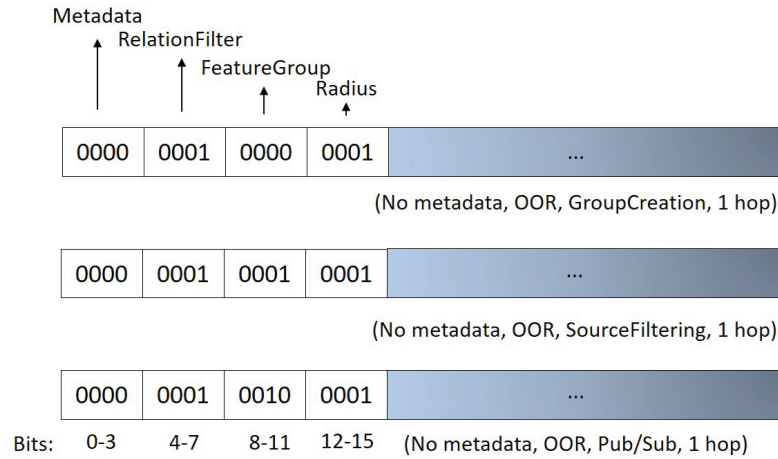 Metadata
RelationFilter
FeatureGroup
Radius
0000 0001 0000 0001 ...
(No metadata, OOR, GroupCreation, 1 hop)
0000 0001 0001 0001 ...
(No metadata, OOR, SourceFiltering, 1 hop)
0000 0001 0010 0001 ...
Bits: 0-3 4-7 8-11 12-15 (No metadata, OOR, Pub/Sub, 1 hop)